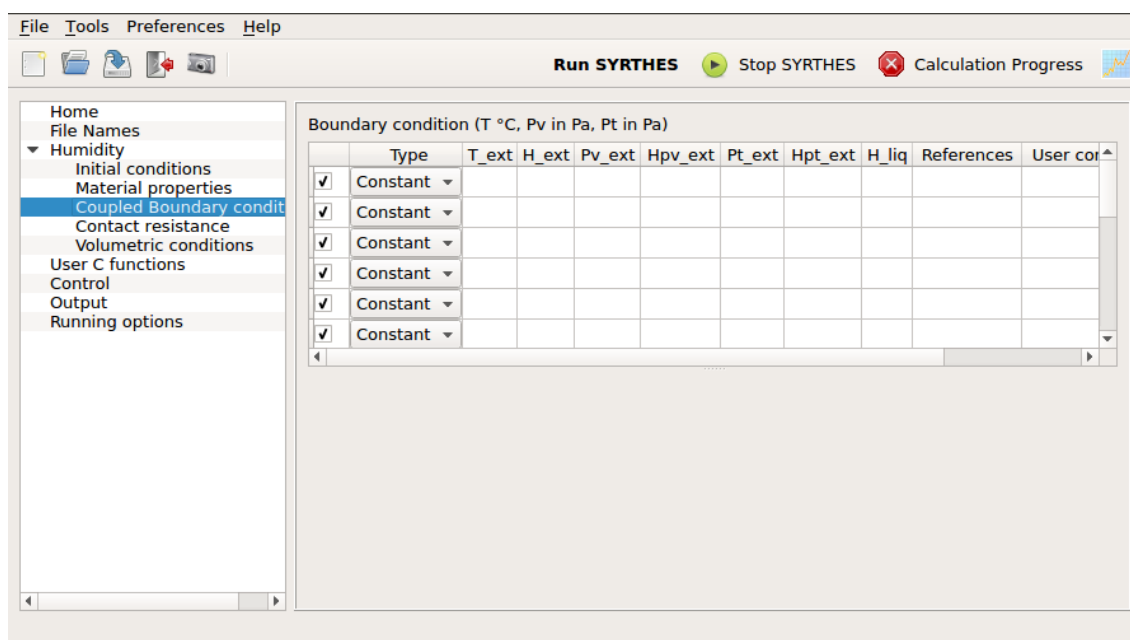 File Tools Preferences Help
Run SYRTHES Stop SYRTHES Calculation Progress
Home
File Names
Humidity
Initial conditions
Material properties
Coupled Boundary condit
Contact resistance
Volumetric conditions
User C functions
Control
Output
Running options
Boundary condition (T °C, Pv in Pa, Pt in Pa)
Type T_ext H_ext Pv_ext Hpv_ext Pt_ext Hpt_ext H_liq References User cor
Constant
Constant
Constant
Constant
Constant
Constant